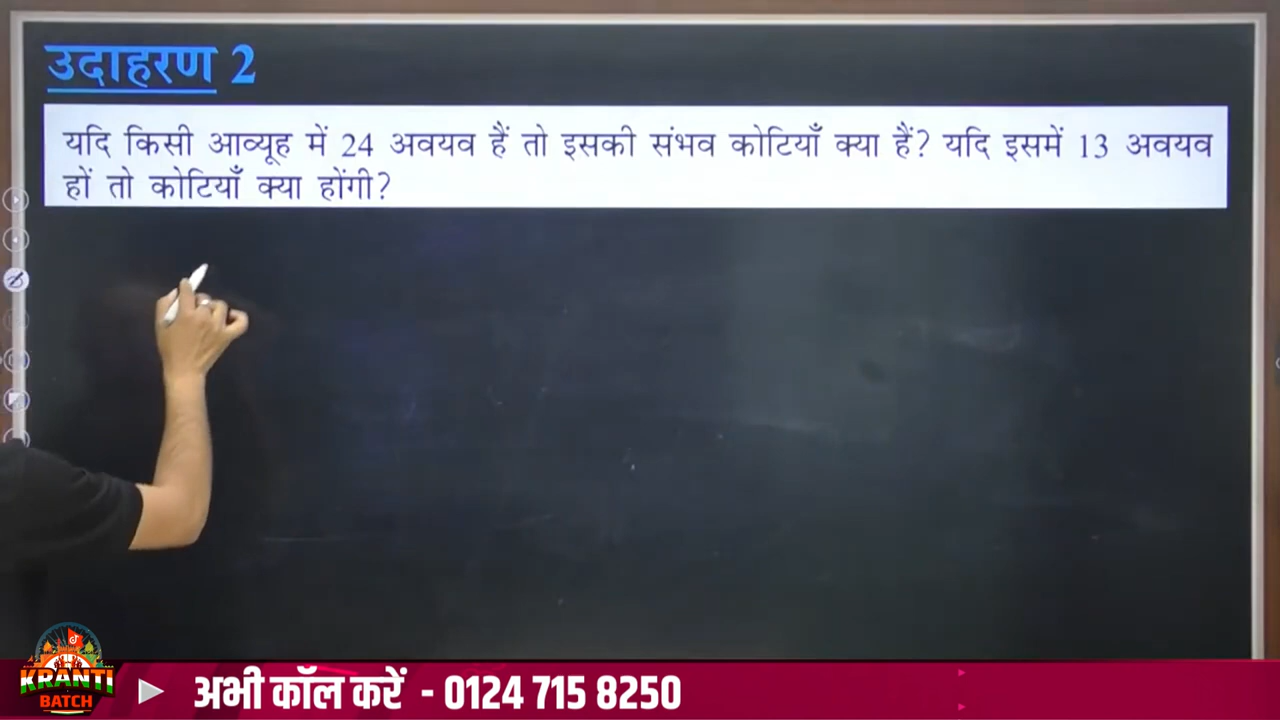 उदाहरण 2
यदि किसी आव्यूह में 24 अवयव हैं तो इसकी संभव कोटियाँ क्या हैं? यदि इसमें 13 अवयव
हों तो कोटियाँ क्या होंगी?
KRANTI
BATCH
अभी कॉल करें - 0124 715 8250